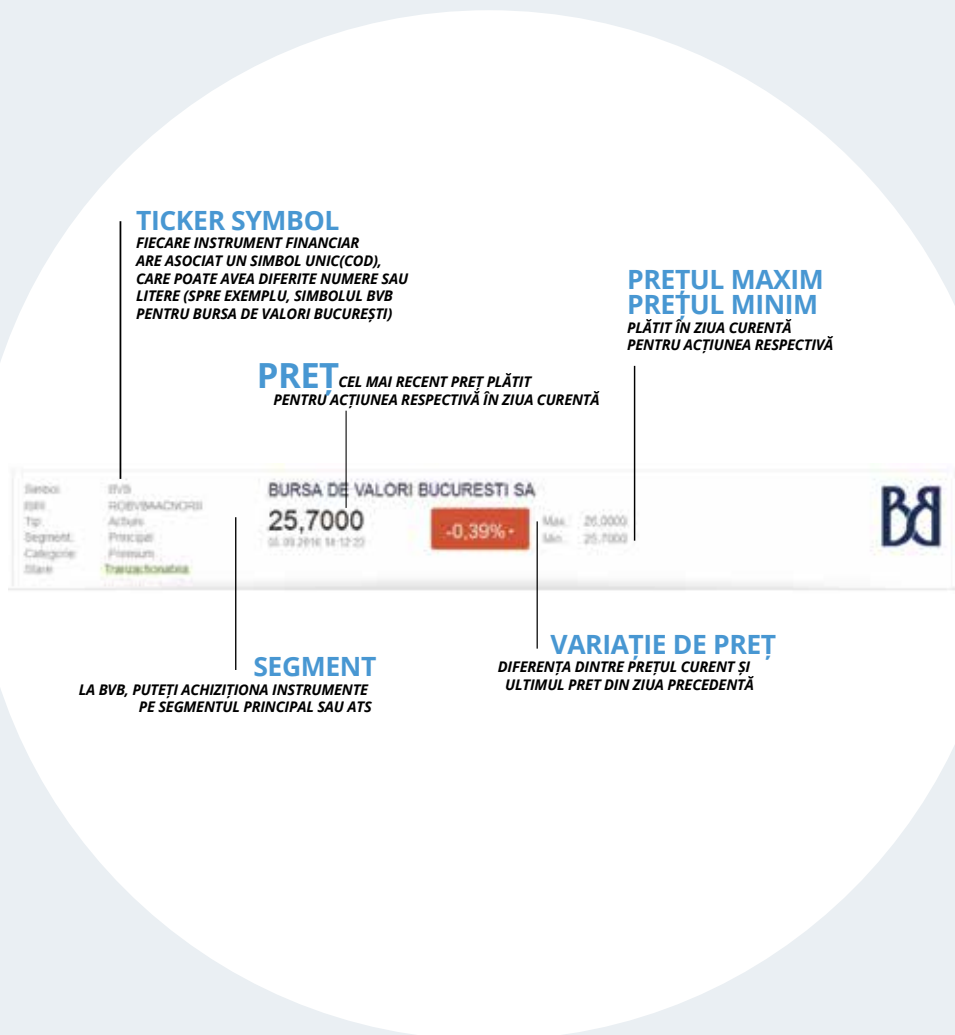 TICKER SYMBOL
FIECARE INSTRUMENT FINANCIAR
ARE ASOCIAT UN SIMBOL UNIC(COD),
CARE POATE AVEA DIFERITE NUMERE SAU
LITERE (SPRE EXEMPLU, SIMBOLUL BVB
PENTRU BURSA DE VALORI BUCUREȘTI)
PREȚUL MAXIM
PREȚUL MINIM
PLĂTIT ÎN ZIUA CURENTĂ
PENTRU ACȚIUNEA RESPECTIVĂ
PREȚ CEL MAI RECENT PREȚ PLĂTIT
PENTRU ACȚIUNEA RESPECTIVĂ ÎN ZIUA CURENTĂ
Simbol: BVB
ISIN:
Tip: Actiuni
Segment: Principal
Categorie: Premium
Stare: Tranzactionabila
BURSA DE VALORI BUCURESTI SA
25,7000
-0,39%
Max. 26,0000
Min. 25,7000
VARIAȚIE DE PREȚ
DIFERENȚA DINTRE PREȚUL CURENT ȘI
ULTIMUL PRET DIN ZIUA PRECEDENTĂ
SEGMENT
LA BVB, PUTEȚI ACHIZIȚIONA INSTRUMENTE
PE SEGMENTUL PRINCIPAL SAU ATS